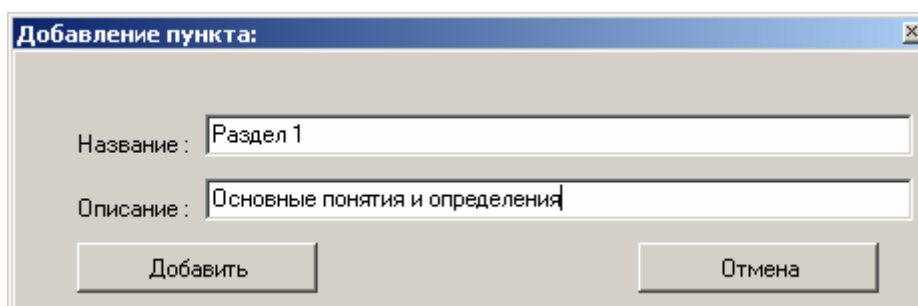 Добавление пункта:
Название : Раздел 1
Описание : Основные понятия и определения
Добавить Отмена